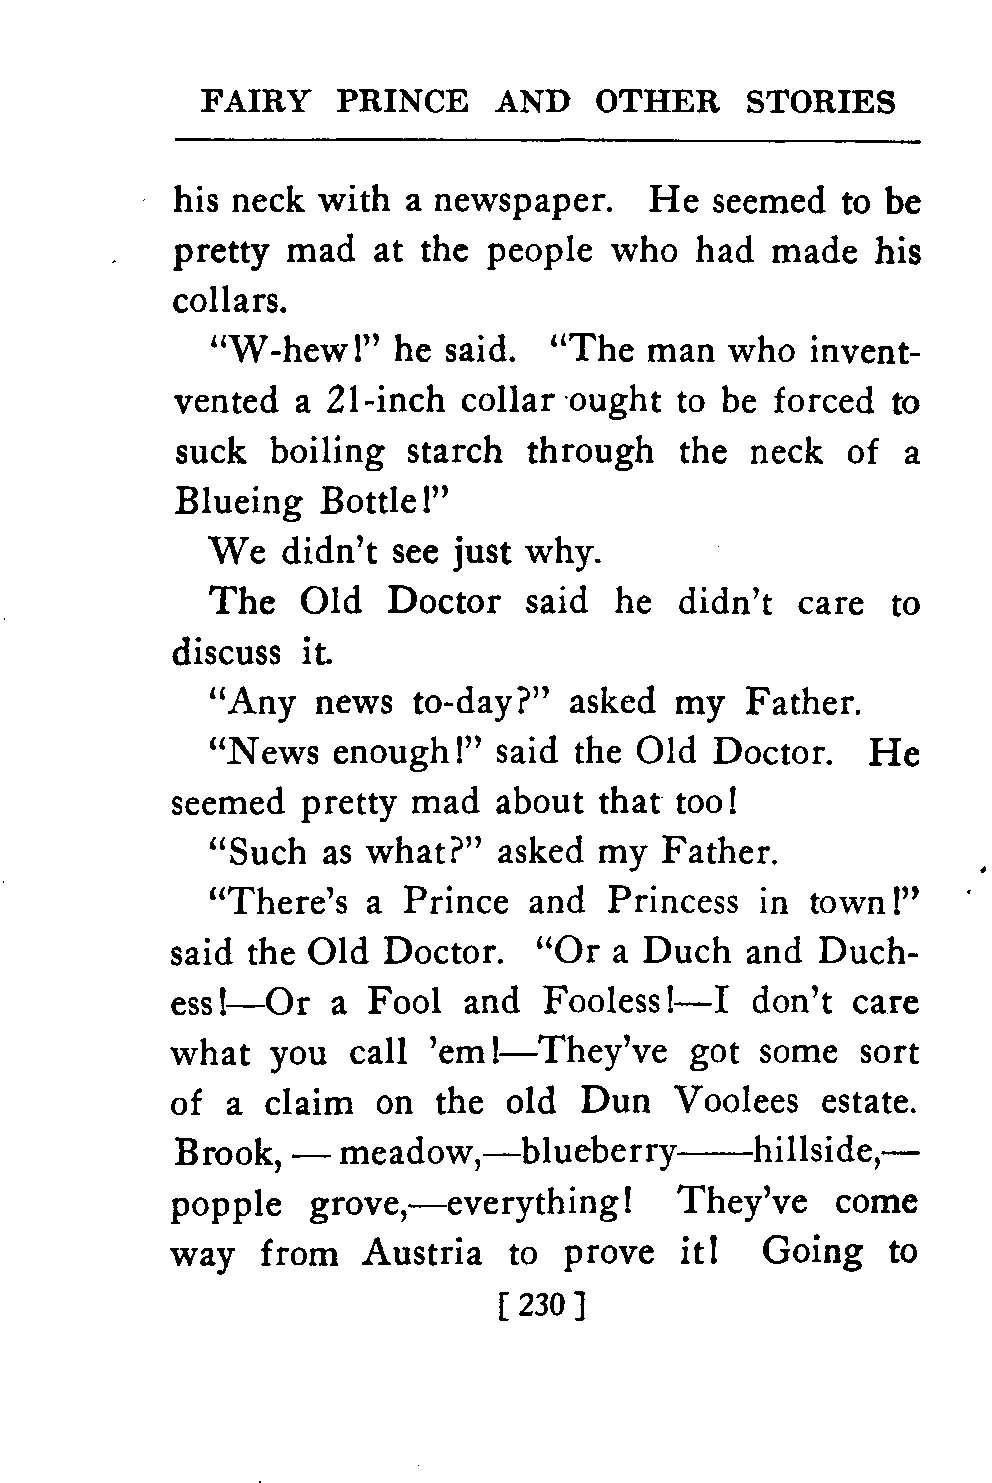 FAIRY PRINCE AND OTHER STORIES
his neck with a newspaper. He seemed to be
pretty mad at the people who had made his
collars.
“W-hew!” he said. “The man who invent-
vented a 21-inch collar ought to be forced to
suck boiling starch through the neck of a
Blueing Bottle!”
We didn’t see just why.
The Old Doctor said he didn’t care to
discuss it.
“Any news to-day?” asked my Father.
“News enough!” said the Old Doctor. He
seemed pretty mad about that too!
“Such as what?” asked my Father.
“There’s a Prince and Princess in town!”
said the Old Doctor. “Or a Duch and Duch-
ess!—Or a Fool and Fooless!—I don’t care
what you call ’em!—They’ve got some sort
of a claim on the old Dun Voolees estate.
Brook, — meadow,—blueberry——hillside,—
popple grove,—everything! They’ve come
way from Austria to prove it! Going to
[ 230 ]